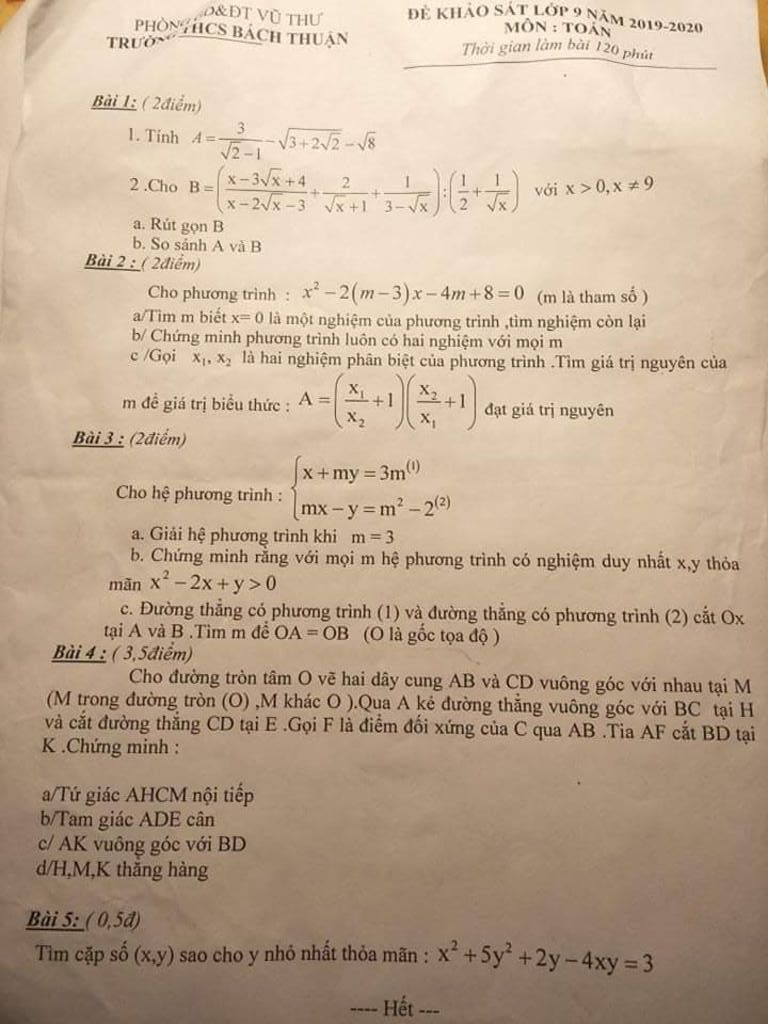 PHÒNG GD&ĐT VŨ THƯ
TRƯỜNG THCS BÁCH THUẬN
ĐỀ KHẢO SÁT LỚP 9 NĂM 2019-2020
MÔN : TOÁN
Thời gian làm bài 120 phút
Bài 1: ( 2điểm)
1. Tính A = 3/(√2−1) − √(3+2√2) − √8
2 .Cho B = ((x−3√x+4)/(x−2√x−3) + 2/(√x+1) + 1/(3−√x)) : (1/2 + 1/√x) với x > 0, x ≠ 9
a. Rút gọn B
b. So sánh A và B
Bài 2 : ( 2điểm)
Cho phương trình : x² − 2(m−3)x − 4m + 8 = 0 (m là tham số )
a/Tìm m biết x= 0 là một nghiệm của phương trình ,tìm nghiệm còn lại
b/ Chứng minh phương trình luôn có hai nghiệm với mọi m
c /Gọi x₁, x₂ là hai nghiệm phân biệt của phương trình .Tìm giá trị nguyên của
m để giá trị biểu thức : A = (x₁/x₂ + 1)(x₂/x₁ + 1) đạt giá trị nguyên
Bài 3 : (2điểm)
Cho hệ phương trình : { x + my = 3m⁽¹⁾
mx − y = m² − 2⁽²⁾
a. Giải hệ phương trình khi m = 3
b. Chứng minh rằng với mọi m hệ phương trình có nghiệm duy nhất x,y thỏa
mãn x² − 2x + y > 0
c. Đường thẳng có phương trình (1) và đường thẳng có phương trình (2) cắt Ox
tại A và B .Tìm m để OA = OB (O là gốc tọa độ )
Bài 4 : ( 3,5điểm)
Cho đường tròn tâm O vẽ hai dây cung AB và CD vuông góc với nhau tại M
(M trong đường tròn (O) ,M khác O ).Qua A kẻ đường thẳng vuông góc với BC tại H
và cắt đường thẳng CD tại E .Gọi F là điểm đối xứng của C qua AB .Tia AF cắt BD tại
K .Chứng minh :
a/Tứ giác AHCM nội tiếp
b/Tam giác ADE cân
c/ AK vuông góc với BD
d/H,M,K thẳng hàng
Bài 5: ( 0,5đ)
Tìm cặp số (x,y) sao cho y nhỏ nhất thỏa mãn : x² + 5y² + 2y − 4xy = 3
---- Hết ---